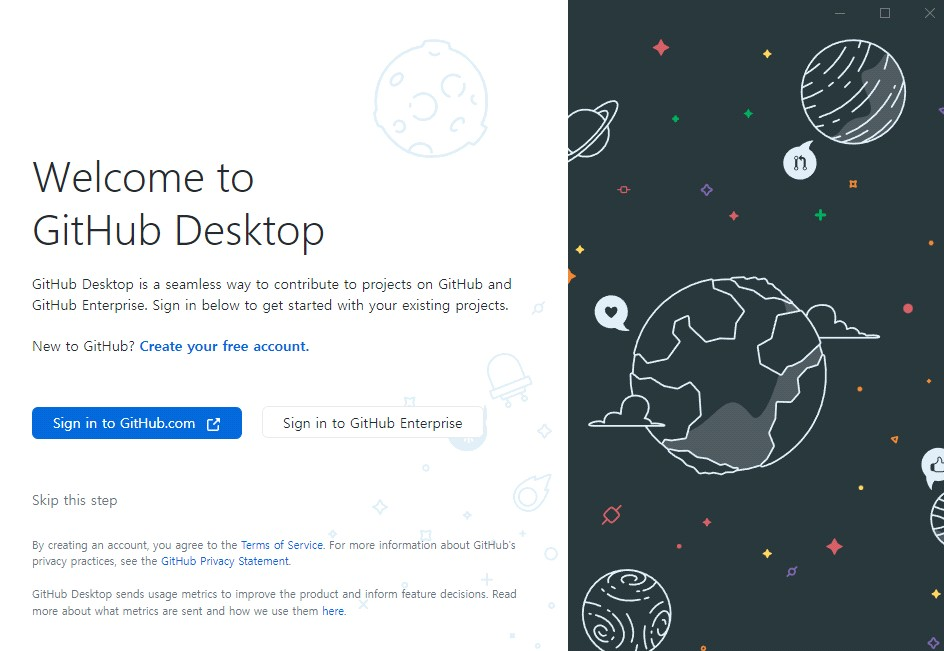 Welcome to
GitHub Desktop
GitHub Desktop is a seamless way to contribute to projects on GitHub and
GitHub Enterprise. Sign in below to get started with your existing projects.
New to GitHub? Create your free account.
Sign in to GitHub.com
Sign in to GitHub Enterprise
Skip this step
By creating an account, you agree to the Terms of Service. For more information about GitHub's
privacy practices, see the GitHub Privacy Statement.
GitHub Desktop sends usage metrics to improve the product and inform feature decisions. Read
more about what metrics are sent and how we use them here.